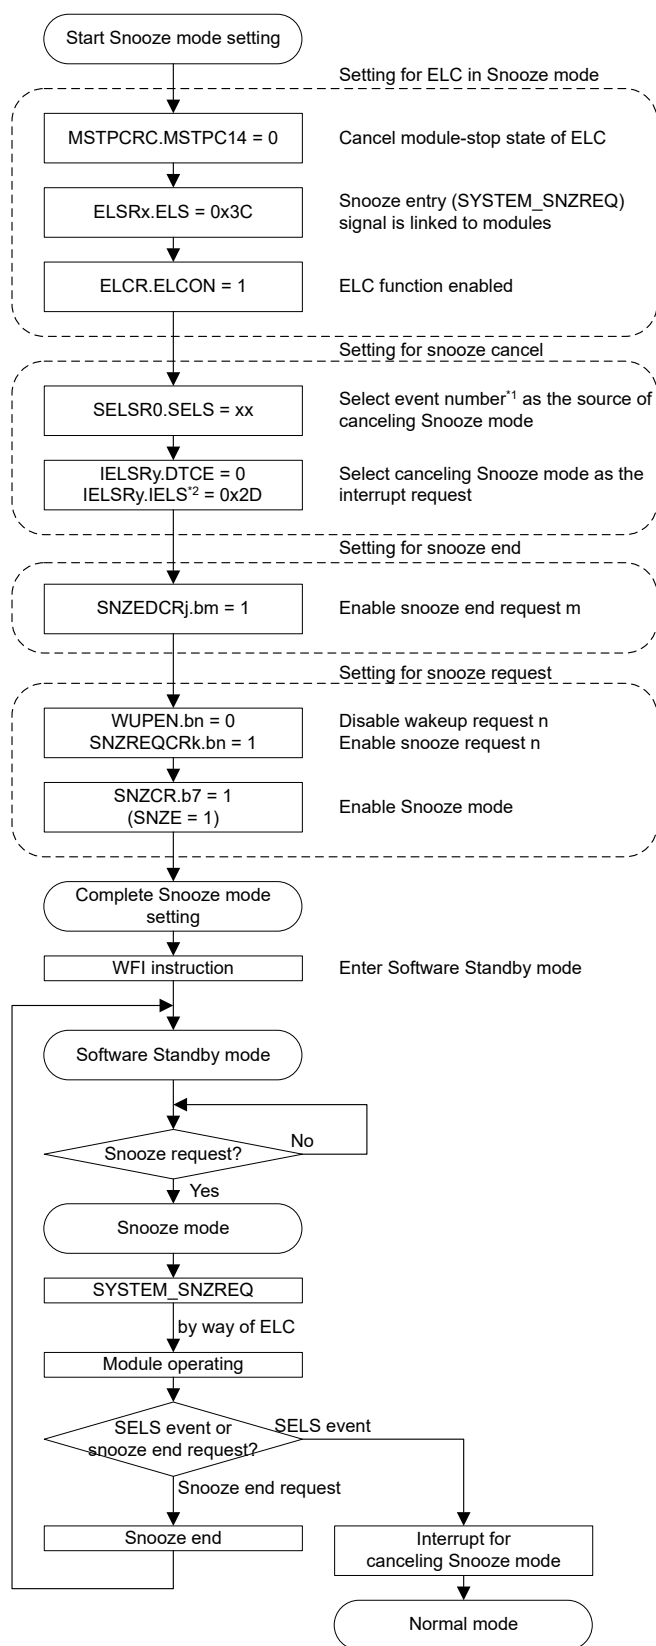 Start Snooze mode setting
Setting for ELC in Snooze mode
MSTPCRC.MSTPC14 = 0
Cancel module-stop state of ELC
ELSRx.ELS = 0x3C
Snooze entry (SYSTEM_SNZREQ)
signal is linked to modules
ELCR.ELCON = 1
ELC function enabled
Setting for snooze cancel
SELSR0.SELS = xx
Select event number*1 as the source of
canceling Snooze mode
IELSRy.DTCE = 0
IELSRy.IELS*2 = 0x2D
Select canceling Snooze mode as the
interrupt request
Setting for snooze end
SNZEDCRj.bm = 1
Enable snooze end request m
Setting for snooze request
WUPEN.bn = 0
SNZREQCRk.bn = 1
Disable wakeup request n
Enable snooze request n
SNZCR.b7 = 1
(SNZE = 1)
Enable Snooze mode
Complete Snooze mode
setting
WFI instruction
Enter Software Standby mode
Software Standby mode
Snooze request?
No
Yes
Snooze mode
SYSTEM_SNZREQ
by way of ELC
Module operating
SELS event or
snooze end request?
SELS event
Snooze end request
Snooze end
Interrupt for
canceling Snooze mode
Normal mode